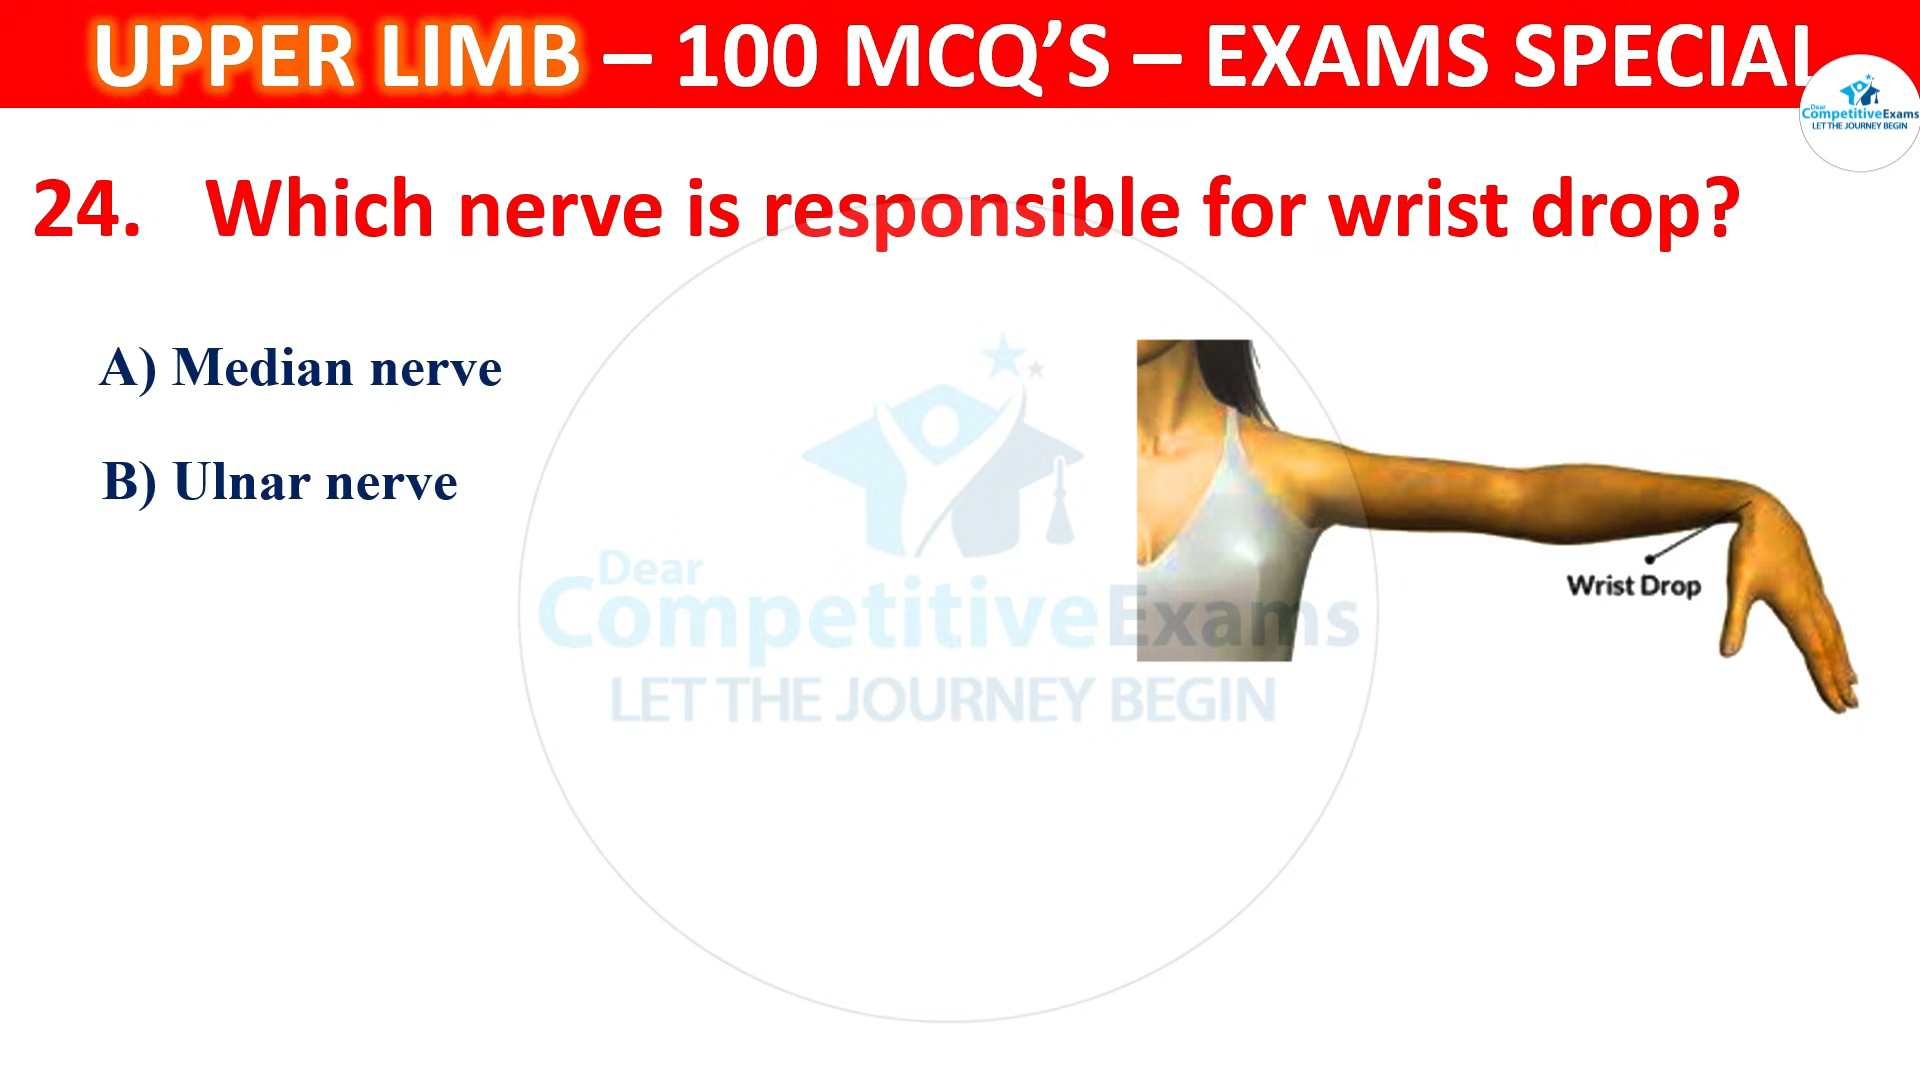 UPPER LIMB – 100 MCQ’S – EXAMS SPECIAL
Dear
CompetitiveExams
LET THE JOURNEY BEGIN
24. Which nerve is responsible for wrist drop?
A) Median nerve
B) Ulnar nerve
Wrist Drop
Dear
CompetitiveExams
LET THE JOURNEY BEGIN